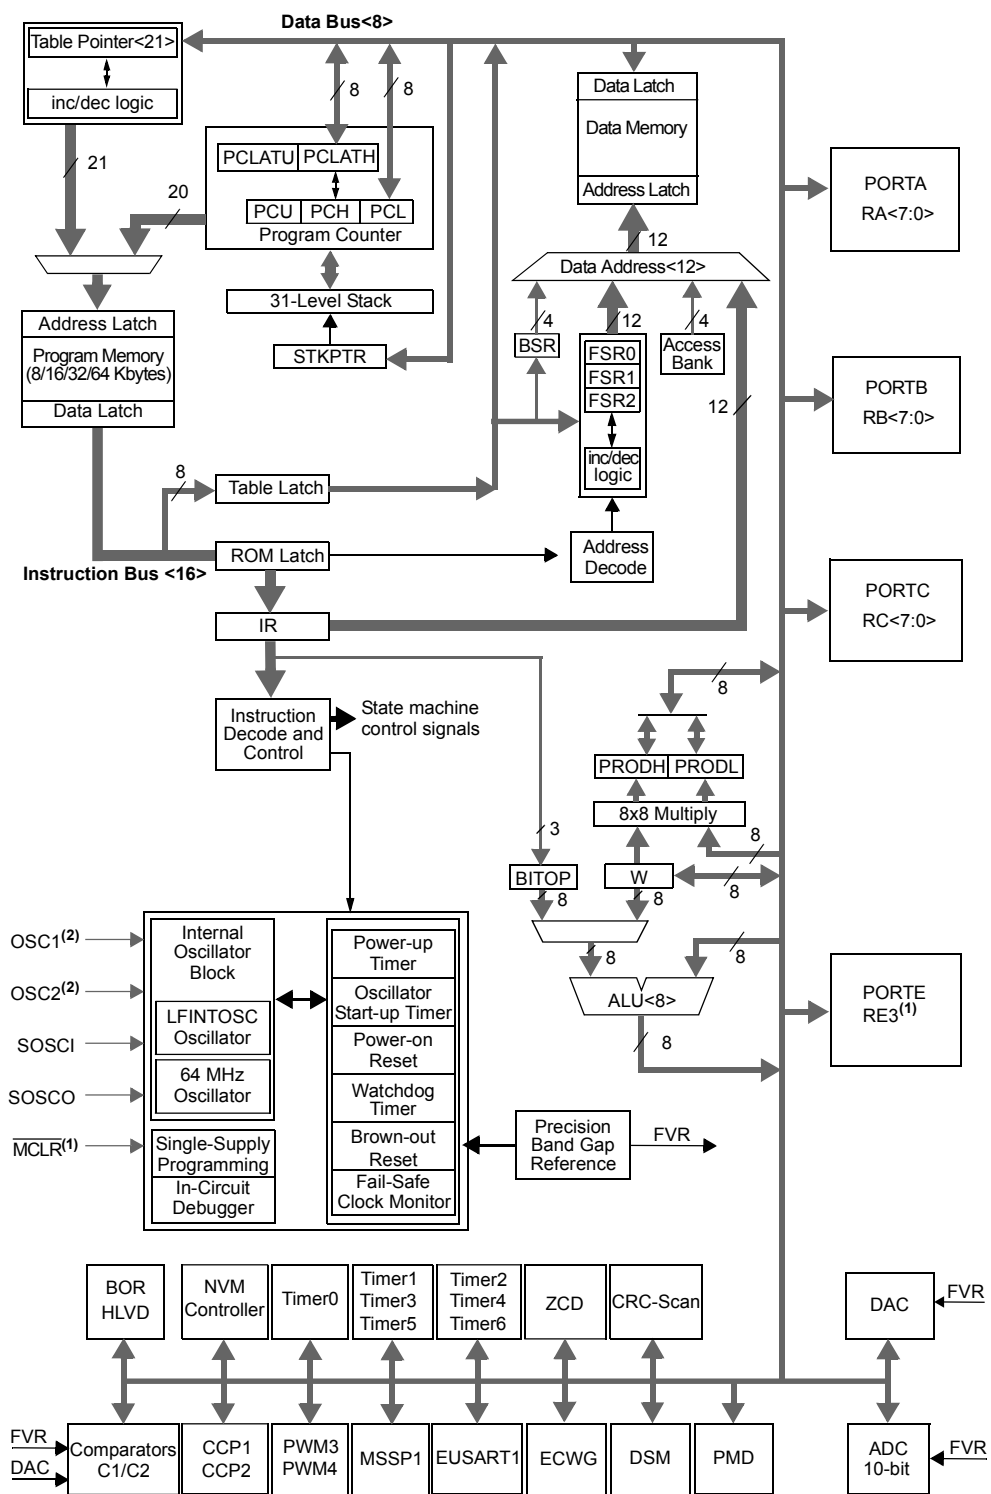 Data Bus<8>
Table Pointer<21>
inc/dec logic
21
20
8
8
PCLATU PCLATH
PCU PCH PCL
Program Counter
31-Level Stack
STKPTR
Address Latch
Program Memory
(8/16/32/64 Kbytes)
Data Latch
8
Table Latch
ROM Latch
Instruction Bus <16>
IR
Data Latch
Data Memory
Address Latch
12
Data Address<12>
4
12
4
BSR
FSR0
FSR1
FSR2
inc/dec
logic
Access
Bank
12
Address
Decode
PORTA
RA<7:0>
PORTB
RB<7:0>
PORTC
RC<7:0>
PORTE
RE3(1)
Instruction
Decode and
Control
State machine
control signals
8
PRODH PRODL
8x8 Multiply
8
3
BITOP
W
8
8
8
8
8
ALU<8>
8
OSC1(2)
OSC2(2)
SOSCI
SOSCO
MCLR(1)
Internal
Oscillator
Block
LFINTOSC
Oscillator
64 MHz
Oscillator
Single-Supply
Programming
In-Circuit
Debugger
Power-up
Timer
Oscillator
Start-up Timer
Power-on
Reset
Watchdog
Timer
Brown-out
Reset
Fail-Safe
Clock Monitor
Precision
Band Gap
Reference
FVR
BOR
HLVD
NVM
Controller
Timer0
Timer1
Timer3
Timer5
Timer2
Timer4
Timer6
ZCD
CRC-Scan
DAC
FVR
FVR
DAC
Comparators
C1/C2
CCP1
CCP2
PWM3
PWM4
MSSP1
EUSART1
ECWG
DSM
PMD
ADC
10-bit
FVR